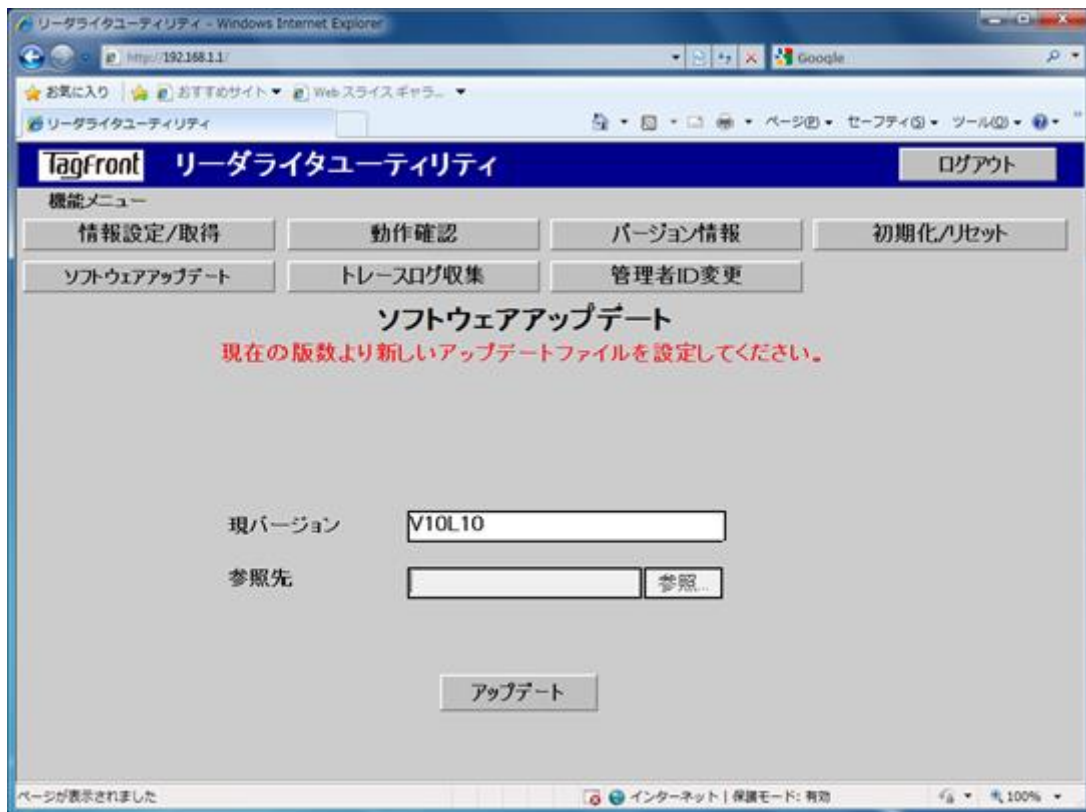 リーダライタユーティリティ - Windows Internet Explorer
http://192.168.1.1/
Google
お気に入り おすすめサイト Web スライス ギャラ...
リーダライタユーティリティ ページ(P) セーフティ(S) ツール(O)
TagFront リーダライタユーティリティ ログアウト
機能メニュー
情報設定/取得 動作確認 バージョン情報 初期化/リセット
ソフトウェアアップデート トレースログ収集 管理者ID変更
ソフトウェアアップデート
現在の版数より新しいアップデートファイルを設定してください。
現バージョン V10L10
参照先 参照...
アップデート
ページが表示されました インターネット | 保護モード: 有効 100%